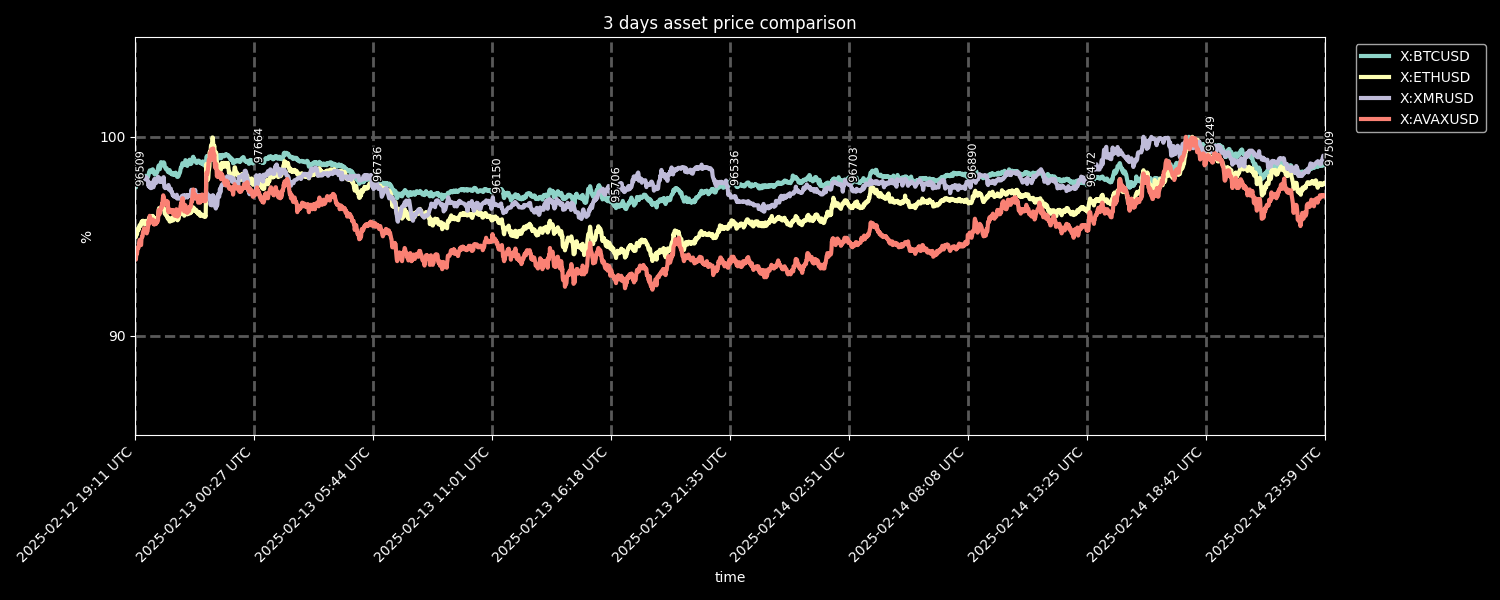 3 days asset price comparison
X:BTCUSD
X:ETHUSD
X:XMRUSD
X:AVAXUSD
100
90
%
96509
97664
96736
96150
95706
96536
96703
96890
96472
98249
97509
2025-02-12 19:11 UTC
2025-02-13 00:27 UTC
2025-02-13 05:44 UTC
2025-02-13 11:01 UTC
2025-02-13 16:18 UTC
2025-02-13 21:35 UTC
2025-02-14 02:51 UTC
2025-02-14 08:08 UTC
2025-02-14 13:25 UTC
2025-02-14 18:42 UTC
2025-02-14 23:59 UTC
time